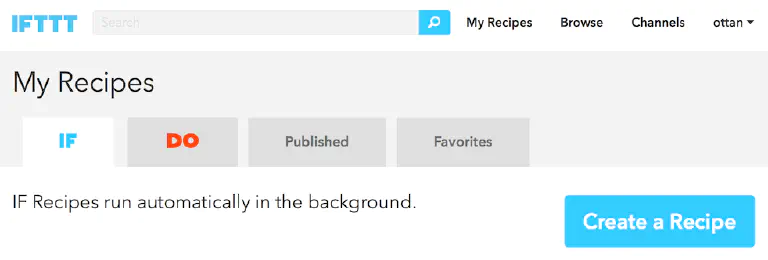 IFTTT Search My Recipes Browse Channels ottan
My Recipes
IF DO Published Favorites
IF Recipes run automatically in the background.
Create a Recipe